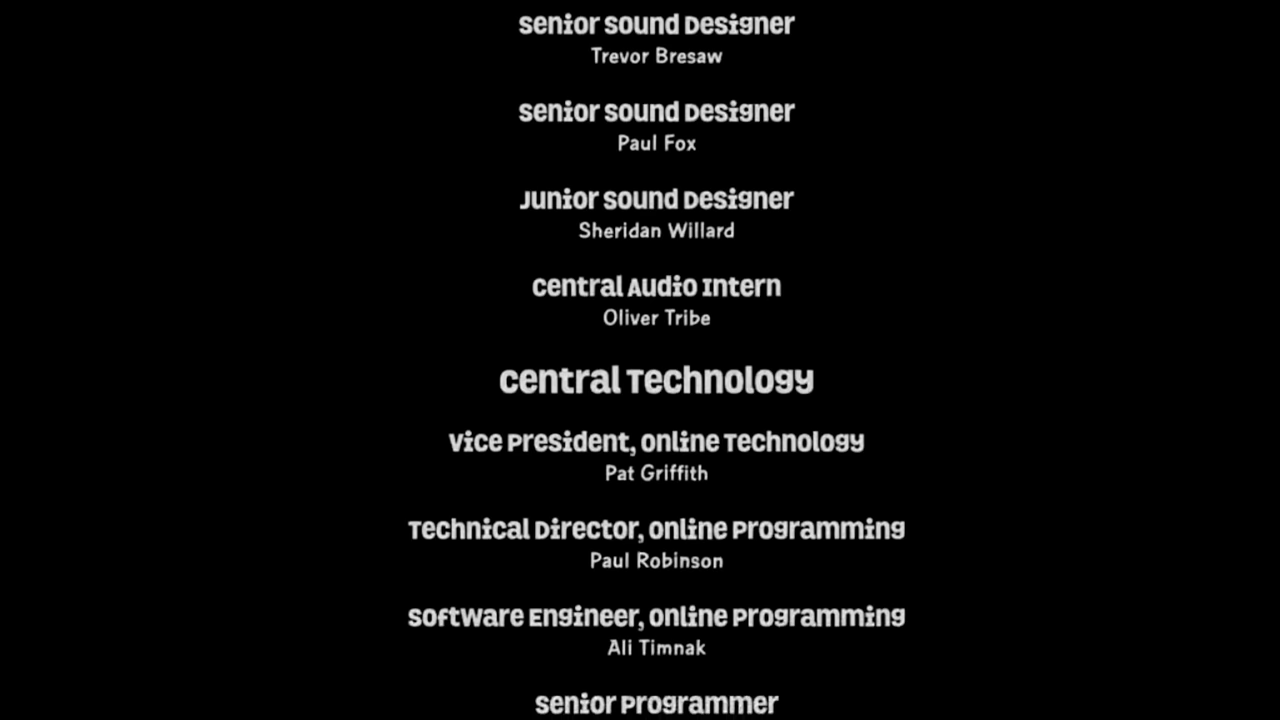 Senior Sound Designer
Trevor Bresaw
Senior Sound Designer
Paul Fox
Junior Sound Designer
Sheridan Willard
Central Audio Intern
Oliver Tribe
Central Technology
Vice President, Online Technology
Pat Griffith
Technical Director, Online Programming
Paul Robinson
Software Engineer, Online Programming
Ali Timnak
Senior Programmer